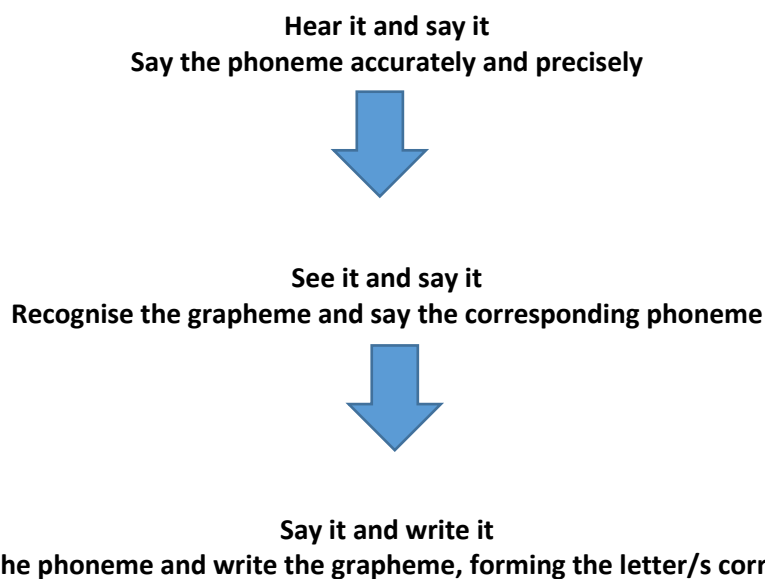 Hear it and say it
Say the phoneme accurately and precisely
See it and say it
Recognise the grapheme and say the corresponding phoneme
Say it and write it
phoneme and write the grapheme, forming the letter/s